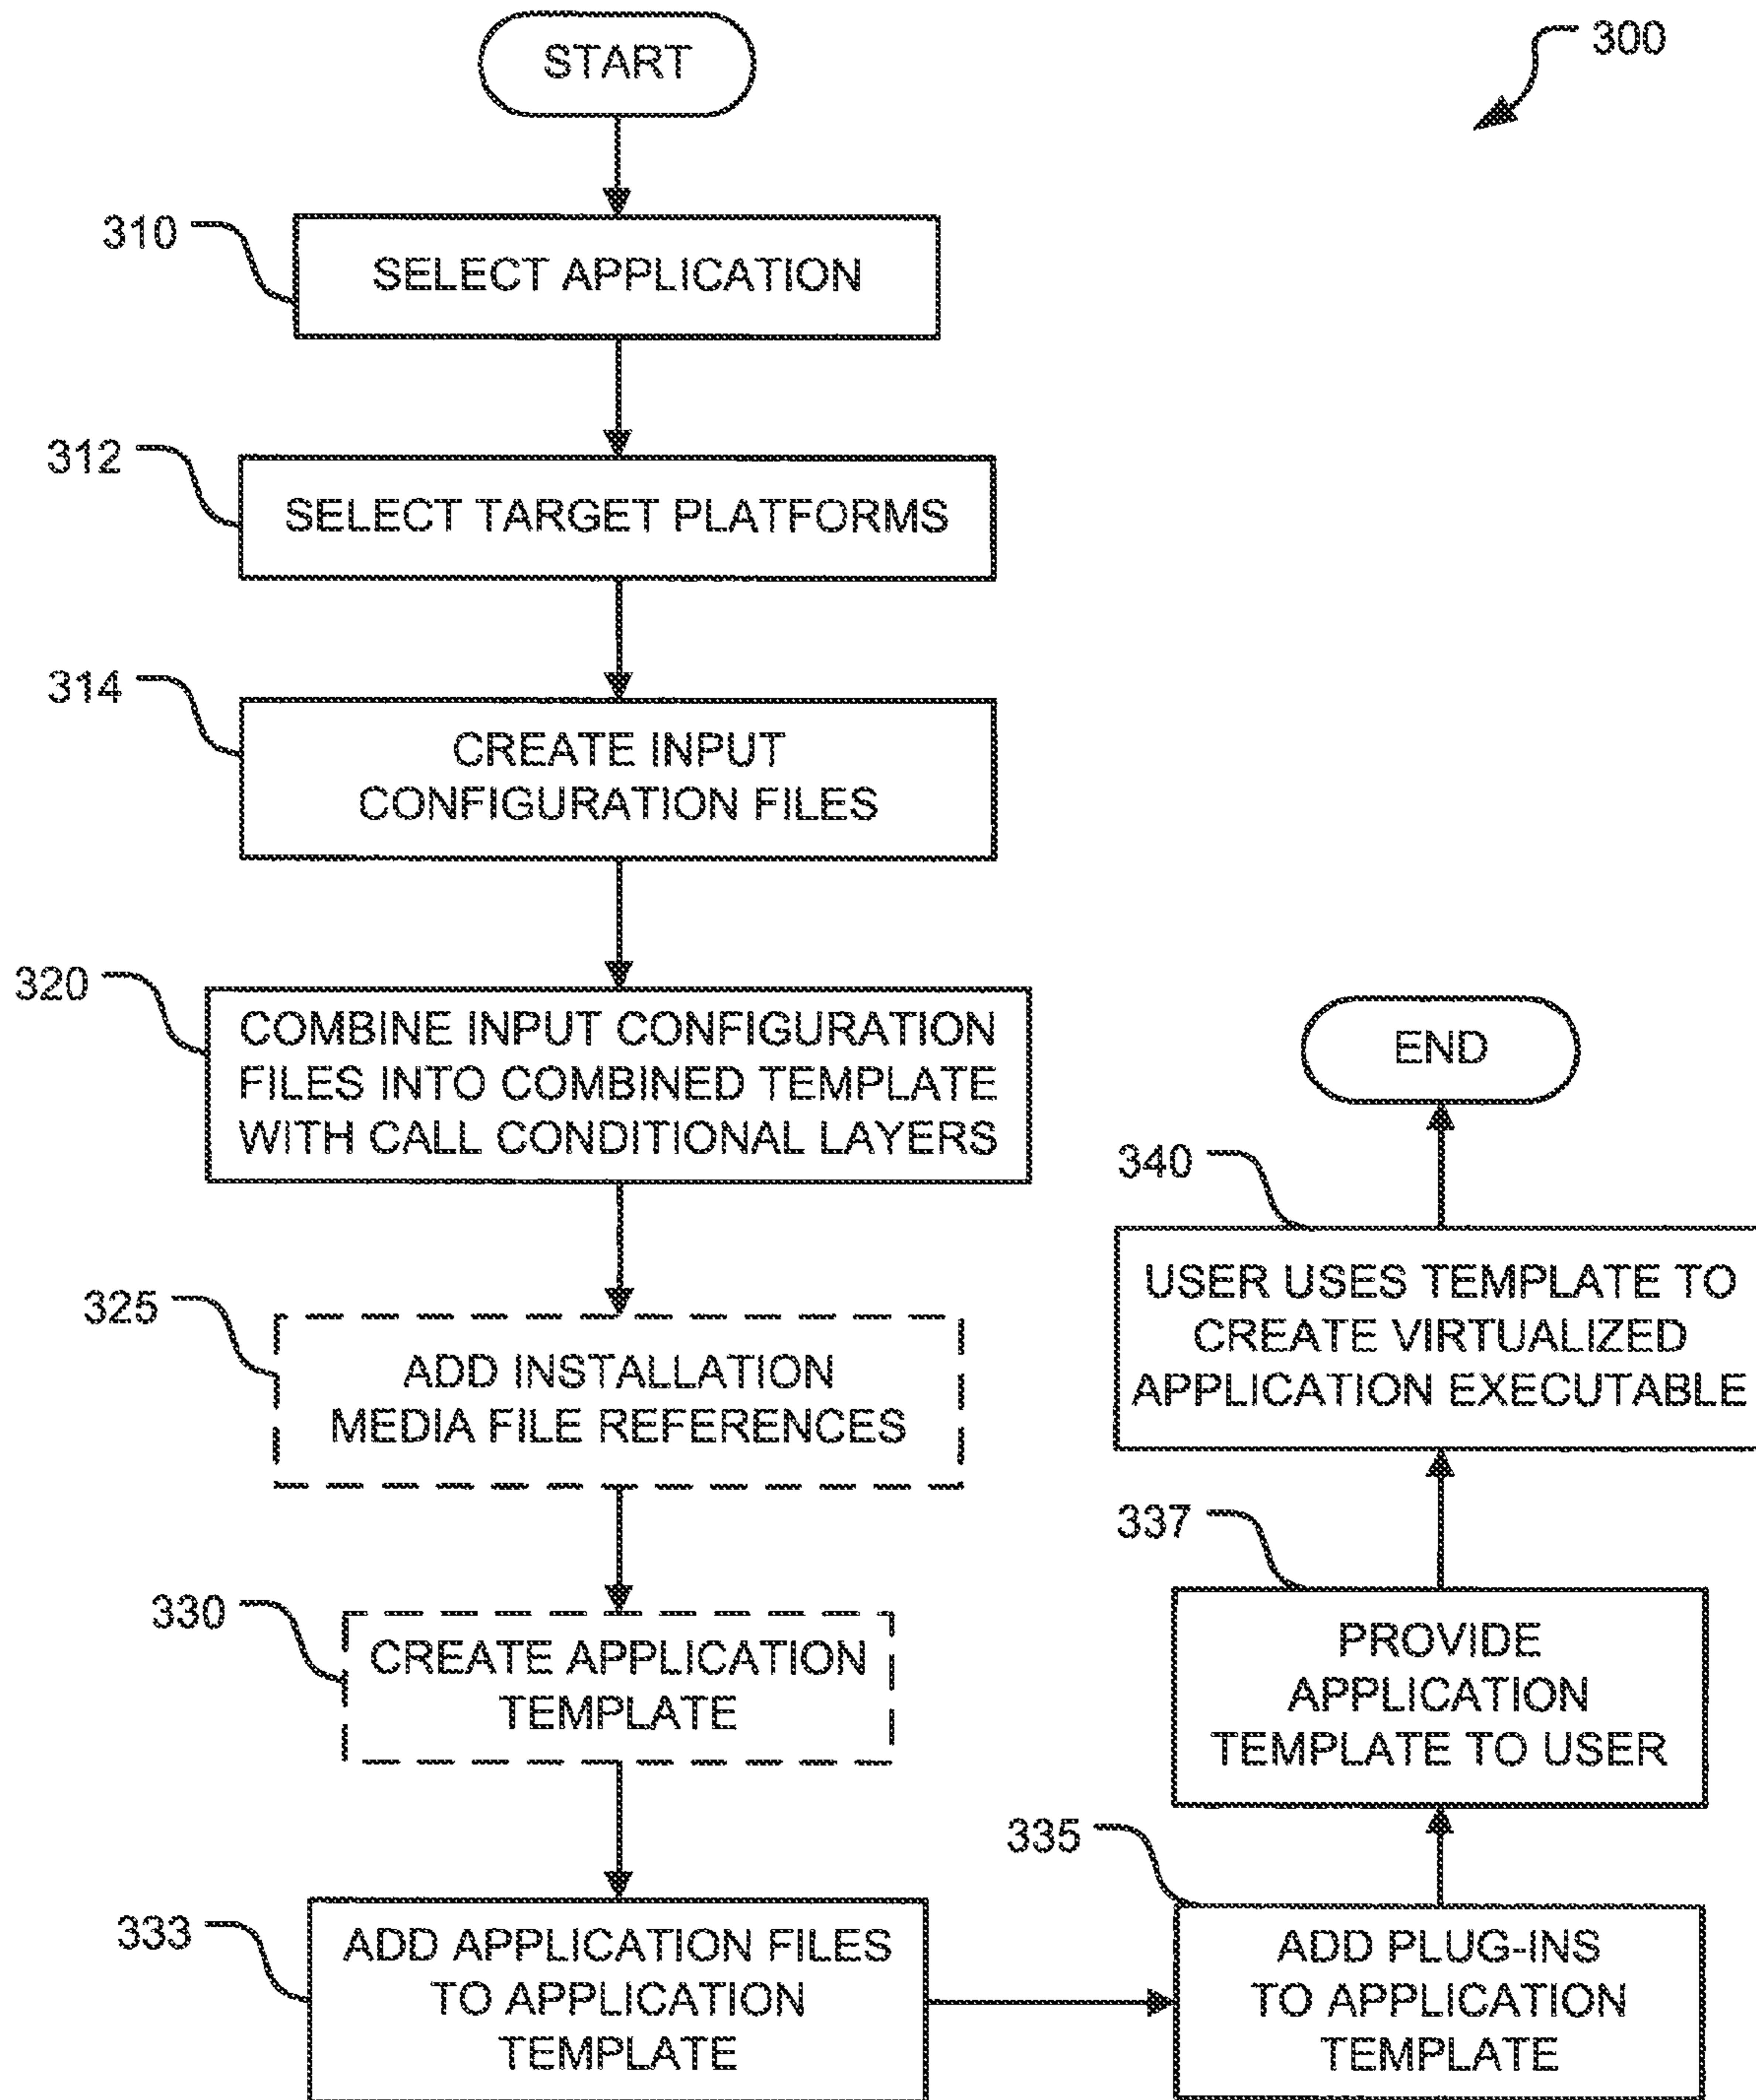 START
300
310
SELECT APPLICATION
312
SELECT TARGET PLATFORMS
314
CREATE INPUT
CONFIGURATION FILES
320
COMBINE INPUT CONFIGURATION
FILES INTO COMBINED TEMPLATE
WITH CALL CONDITIONAL LAYERS
325
ADD INSTALLATION
MEDIA FILE REFERENCES
330
CREATE APPLICATION
TEMPLATE
333
ADD APPLICATION FILES
TO APPLICATION
TEMPLATE
335
ADD PLUG-INS
TO APPLICATION
TEMPLATE
337
PROVIDE
APPLICATION
TEMPLATE TO USER
340
USER USES TEMPLATE TO
CREATE VIRTUALIZED
APPLICATION EXECUTABLE
END